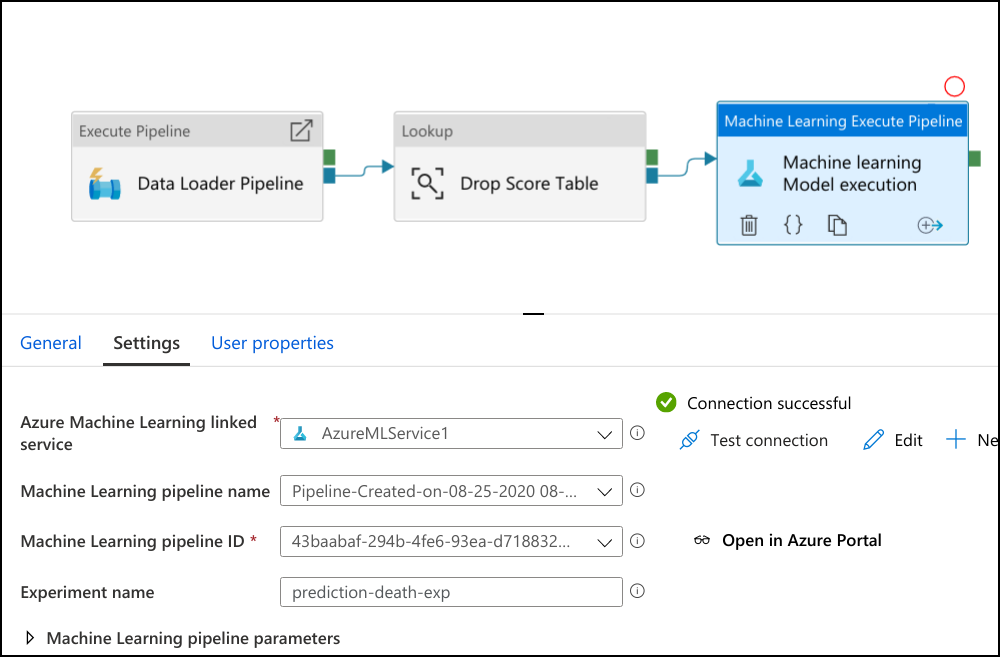 Execute Pipeline
Data Loader Pipeline
Lookup
Drop Score Table
Machine Learning Execute Pipeline
Machine learning
Model execution
General
Settings
User properties
Connection successful
Azure Machine Learning linked
service *
AzureMLService1
Test connection
Edit
Ne
Machine Learning pipeline name
Pipeline-Created-on-08-25-2020 08-...
Machine Learning pipeline ID *
43baabaf-294b-4fe6-93ea-d718832...
Open in Azure Portal
Experiment name
prediction-death-exp
Machine Learning pipeline parameters